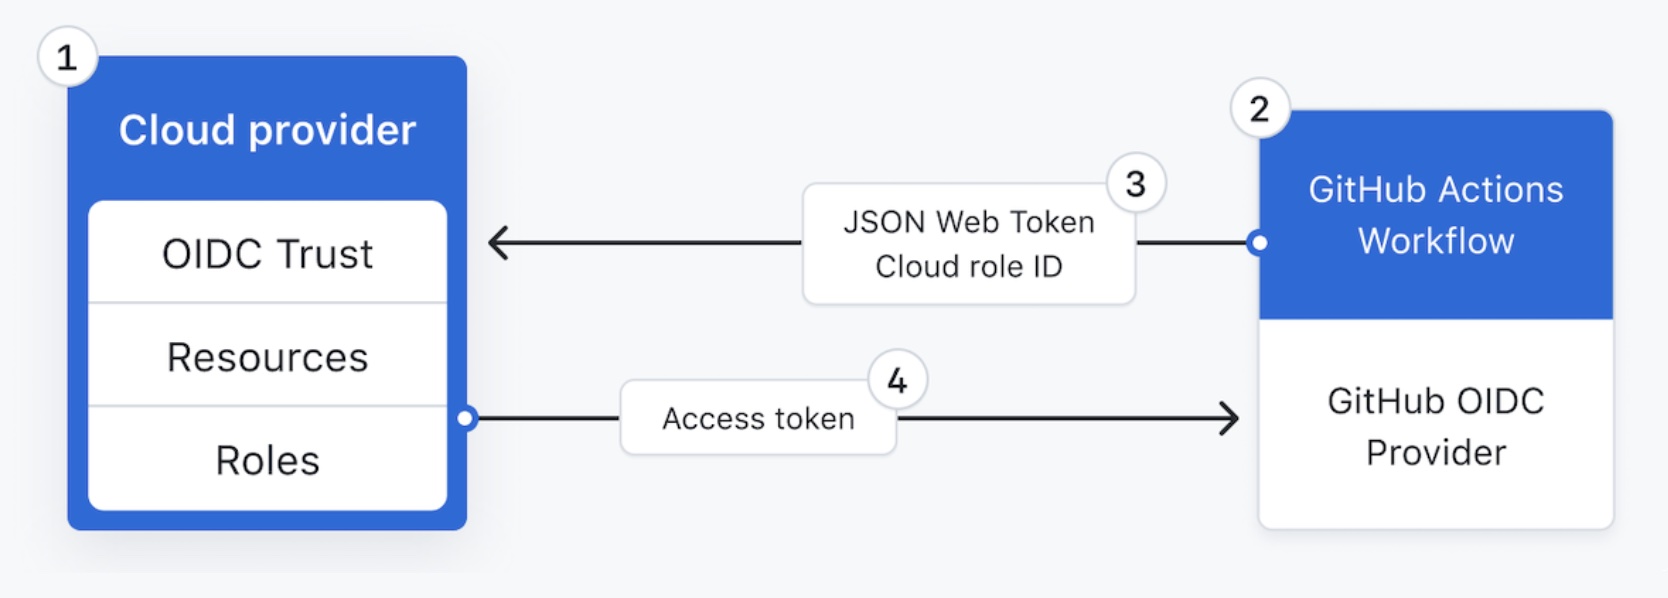 1
Cloud provider
OIDC Trust
Resources
Roles
2
GitHub Actions
Workflow
GitHub OIDC
Provider
3
JSON Web Token
Cloud role ID
4
Access token